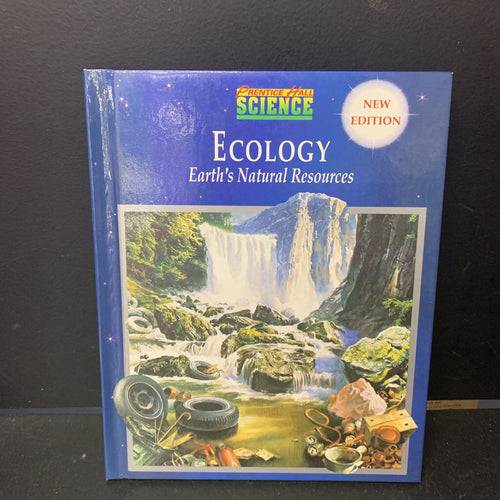 PRENTICE HALL
SCIENCE
NEW
EDITION
ECOLOGY
Earth's Natural Resources